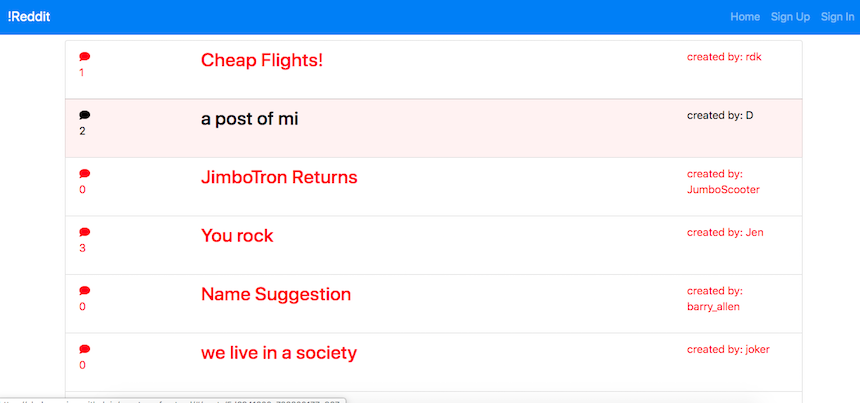 !Reddit
Home Sign Up Sign In
1
Cheap Flights!
created by: rdk
2
a post of mi
created by: D
0
JimboTron Returns
created by:
JumboScooter
3
You rock
created by: Jen
0
Name Suggestion
created by:
barry_allen
0
we live in a society
created by: joker